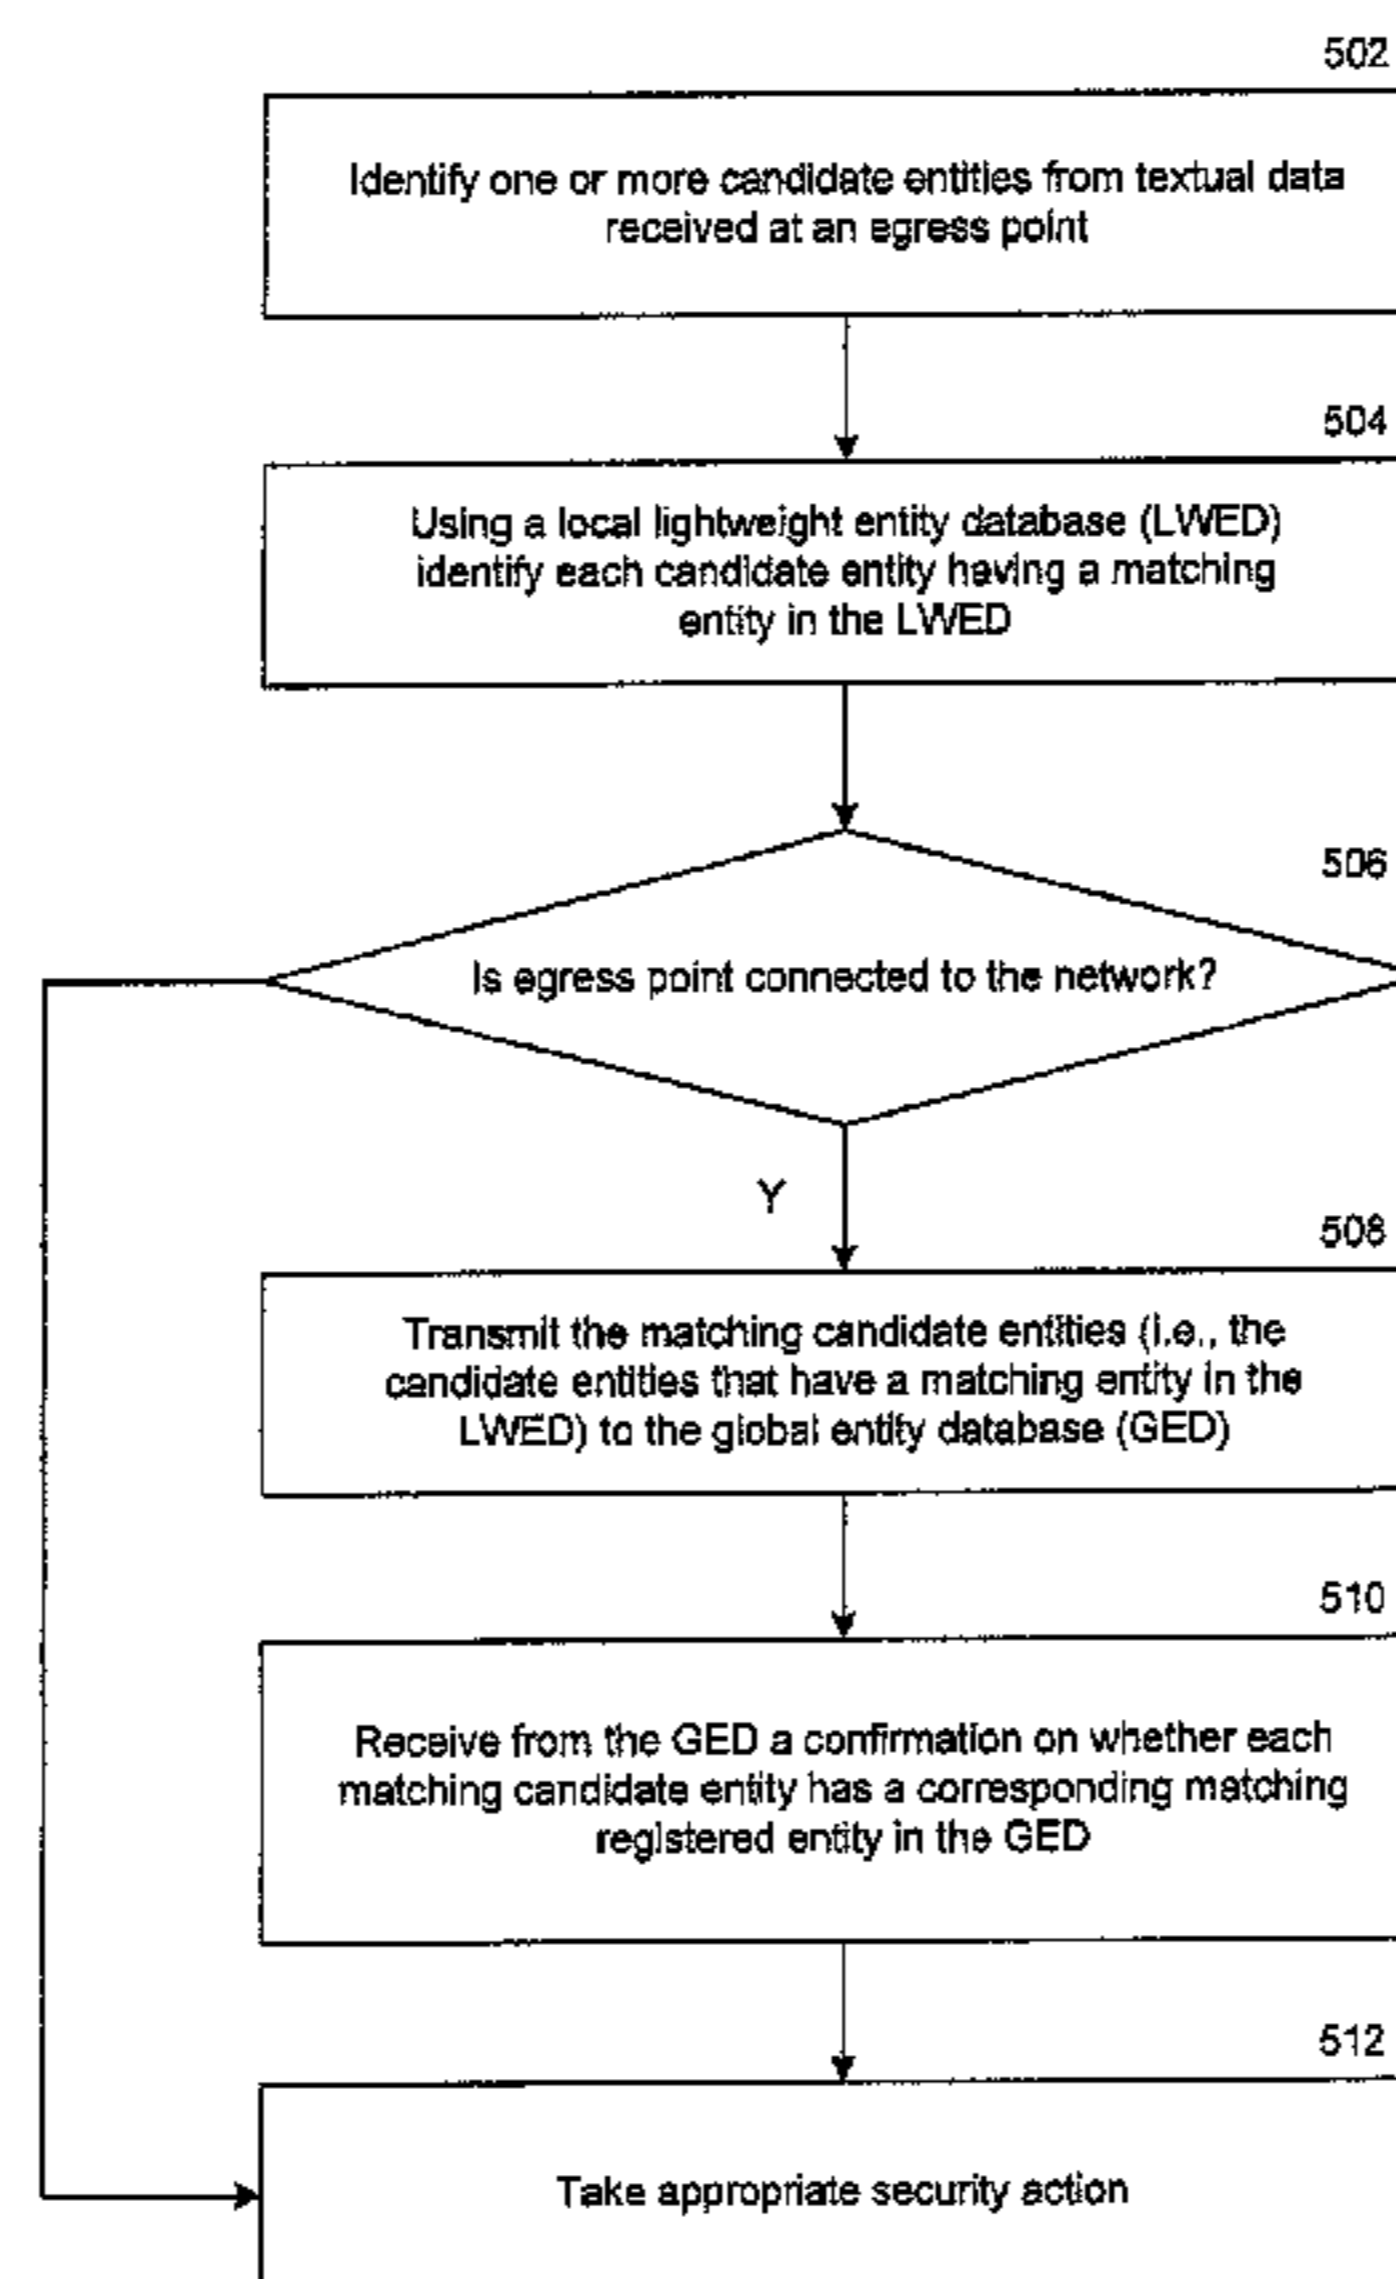 502
Identify one or more candidate entities from textual data
received at an egress point
504
Using a local lightweight entity database (LWED)
identify each candidate entity having a matching
entity in the LWED
506
Is egress point connected to the network?
Y
508
Transmit the matching candidate entities (i.e., the
candidate entities that have a matching entity in the
LWED) to the global entity database (GED)
510
Receive from the GED a confirmation on whether each
matching candidate entity has a corresponding matching
registered entity in the GED
512
Take appropriate security action